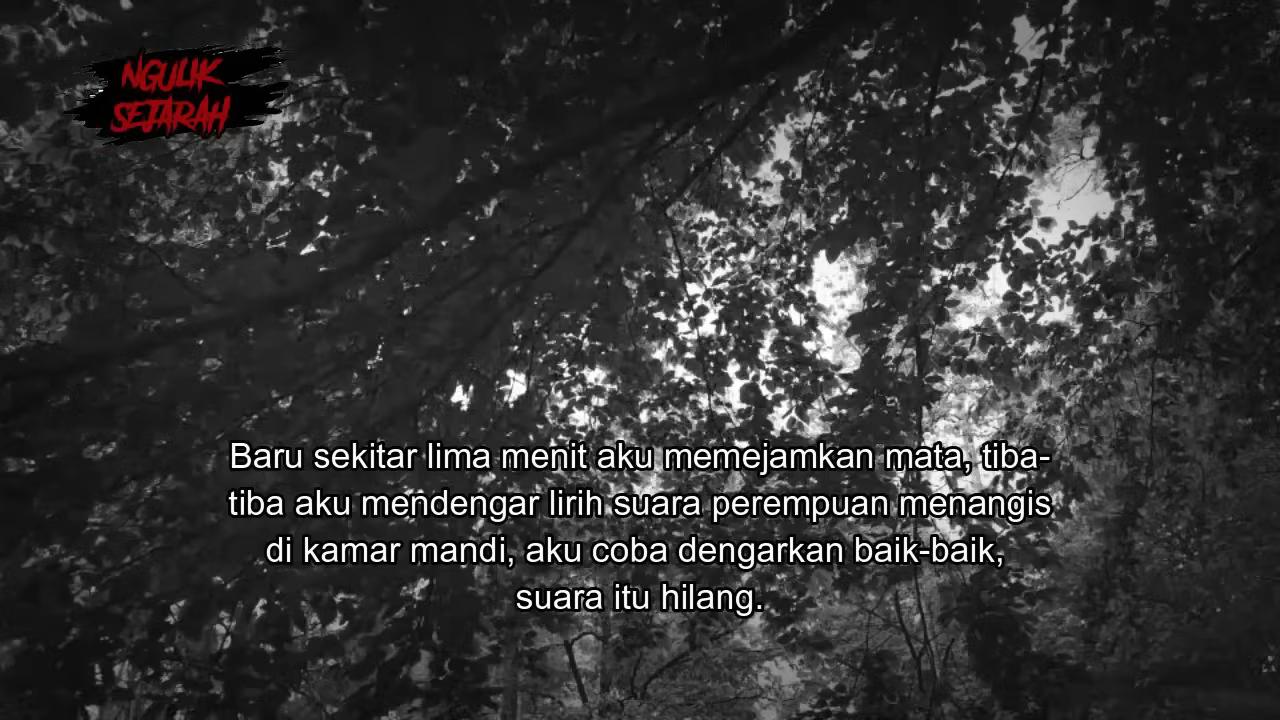 NGULIK
SEJARAH
Baru sekitar lima menit aku memejamkan mata, tiba-
tiba aku mendengar lirih suara perempuan menangis
di kamar mandi, aku coba dengarkan baik-baik,
suara itu hilang.